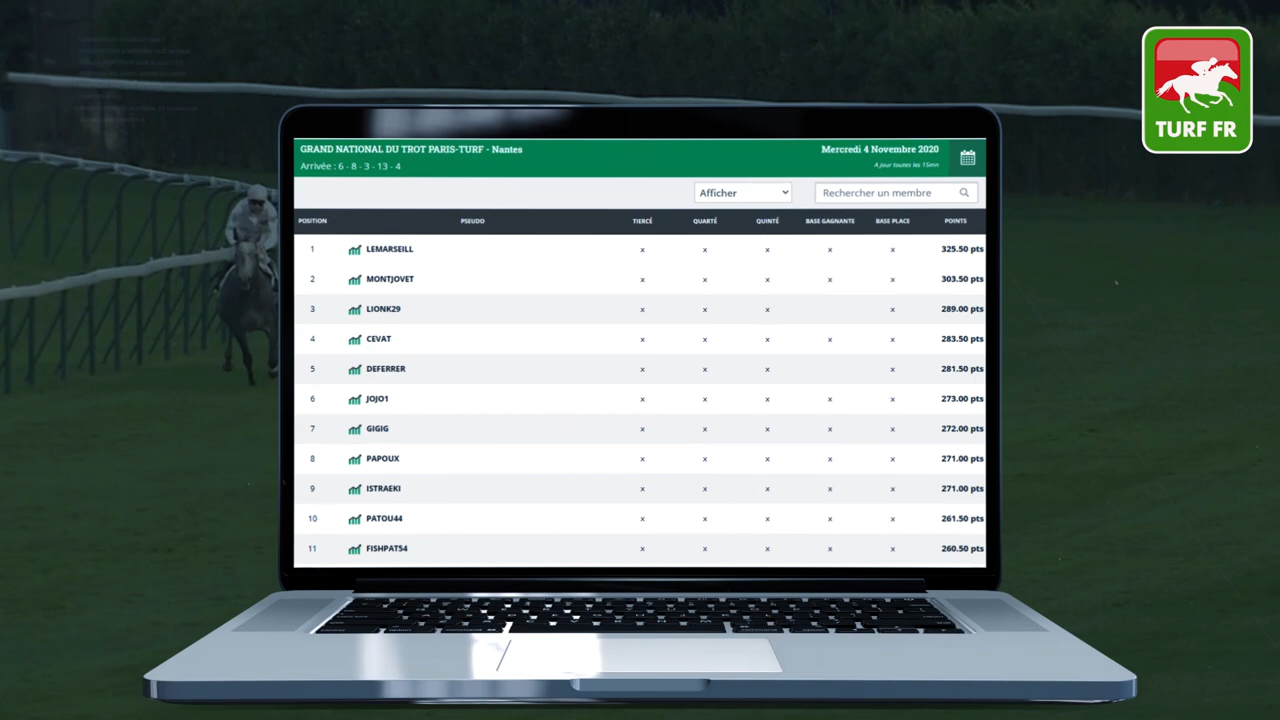 TURF FR
GRAND NATIONAL DU TROT PARIS-TURF - Nantes
Mercredi 4 Novembre 2020
Arrivée : 6 - 8 - 3 - 13 - 4
A jour toutes les 15mn
Afficher
Rechercher un membre
POSITION PSEUDO TIERCÉ QUARTÉ QUINTÉ BASE GAGNANTE BASE PLACE POINTS
1 LEMARSEILL x x x x x 325.50 pts
2 MONTJOVET x x x x x 303.50 pts
3 LIONK29 x x x x 289.00 pts
4 CEVAT x x x x x 283.50 pts
5 DEFERRER x x x x 281.50 pts
6 JOJO1 x x x x x 273.00 pts
7 GIGIG x x x x x 272.00 pts
8 PAPOUX x x x x x 271.00 pts
9 ISTRAEKI x x x x x 271.00 pts
10 PATOU44 x x x x x 261.50 pts
11 FISHPAT54 x x x x x 260.50 pts